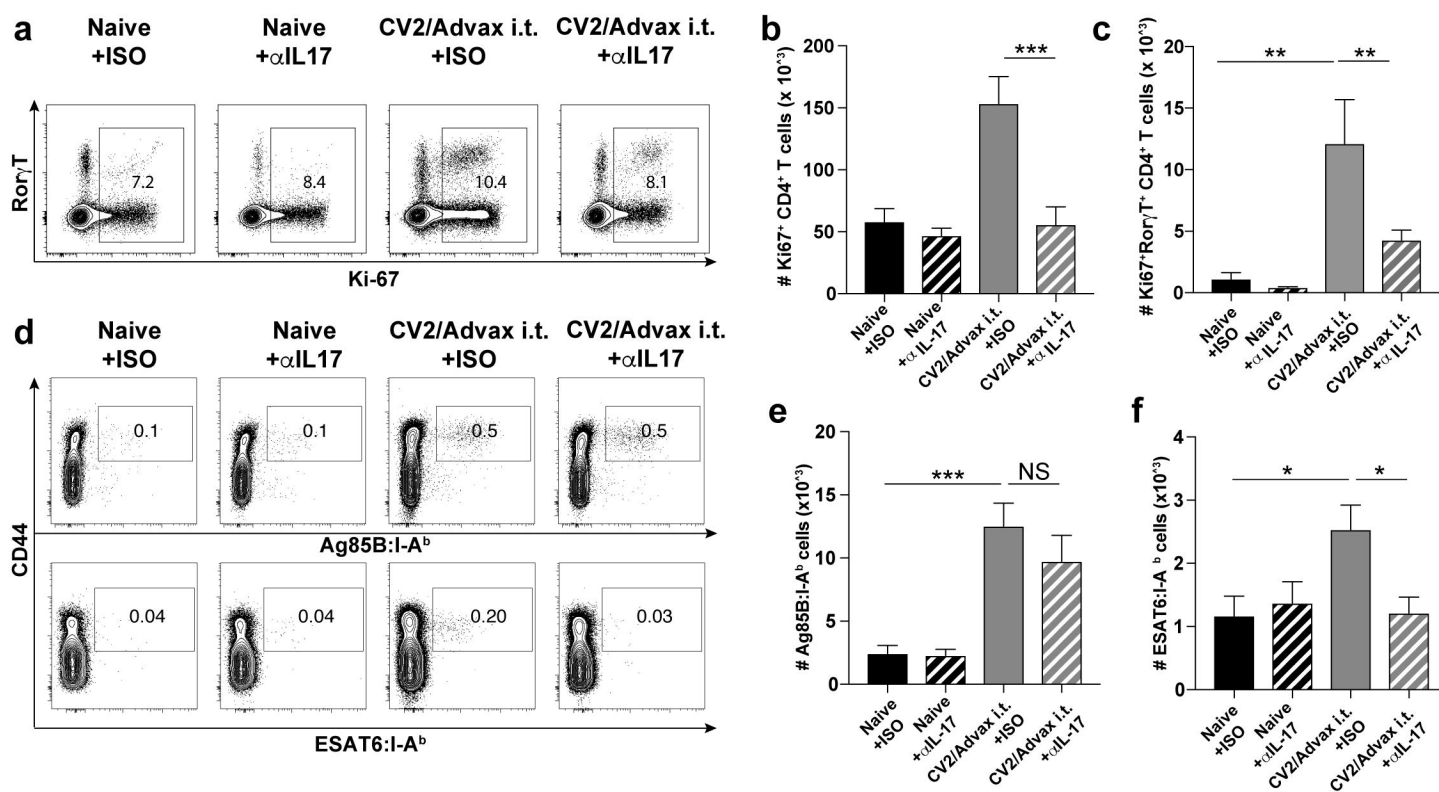 a
Naive
+ISO
Naive
+αIL17
CV2/Advax i.t.
+ISO
CV2/Advax i.t.
+αIL17
RorγT
7.2
8.4
10.4
8.1
Ki-67
b
# Ki67⁺ CD4⁺ T cells (x 10^³)
200
150
100
50
0
***
Naive
+ISO
Naive
+α IL-17
CV2/Advax i.t.
+ISO
CV2/Advax i.t.
+α IL-17
c
# Ki67⁺RorγT⁺ CD4⁺ T cells (x 10^³)
20
15
10
5
0
**
**
Naive
+ISO
Naive
+α IL-17
CV2/Advax i.t.
+ISO
CV2/Advax i.t.
+α IL-17
d
Naive
+ISO
Naive
+αIL17
CV2/Advax i.t.
+ISO
CV2/Advax i.t.
+αIL17
CD44
0.1
0.1
0.5
0.5
Ag85B:I-Aᵇ
0.04
0.04
0.20
0.03
ESAT6:I-Aᵇ
e
# Ag85B:I-Aᵇ cells (x10^³)
20
15
10
5
0
***
NS
Naive
+ISO
Naive
+αIL-17
CV2/Advax i.t.
+ISO
CV2/Advax i.t.
+αIL-17
f
# ESAT6:I-A ᵇ cells (x10^³)
4
3
2
1
0
*
*
Naive
+ISO
Naive
+αIL-17
CV2/Advax i.t.
+ISO
CV2/Advax i.t.
+αIL-17